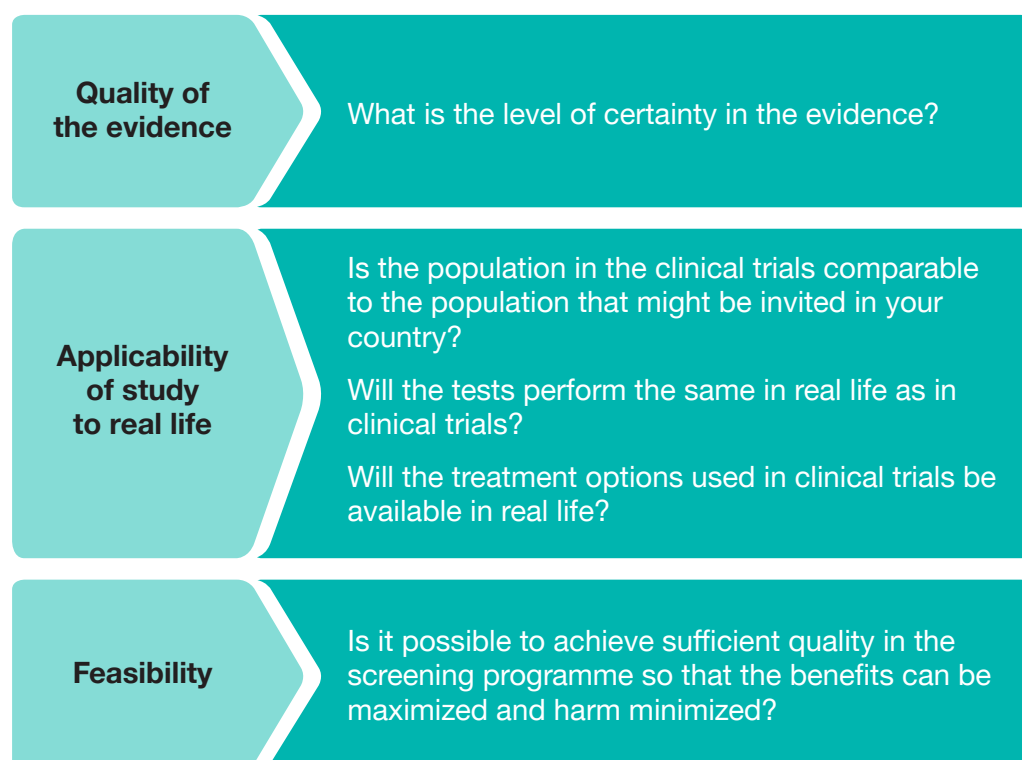 Quality of
the evidence
What is the level of certainty in the evidence?
Applicability
of study
to real life
Is the population in the clinical trials comparable
to the population that might be invited in your
country?
Will the tests perform the same in real life as in
clinical trials?
Will the treatment options used in clinical trials be
available in real life?
Feasibility
Is it possible to achieve sufficient quality in the
screening programme so that the benefits can be
maximized and harm minimized?